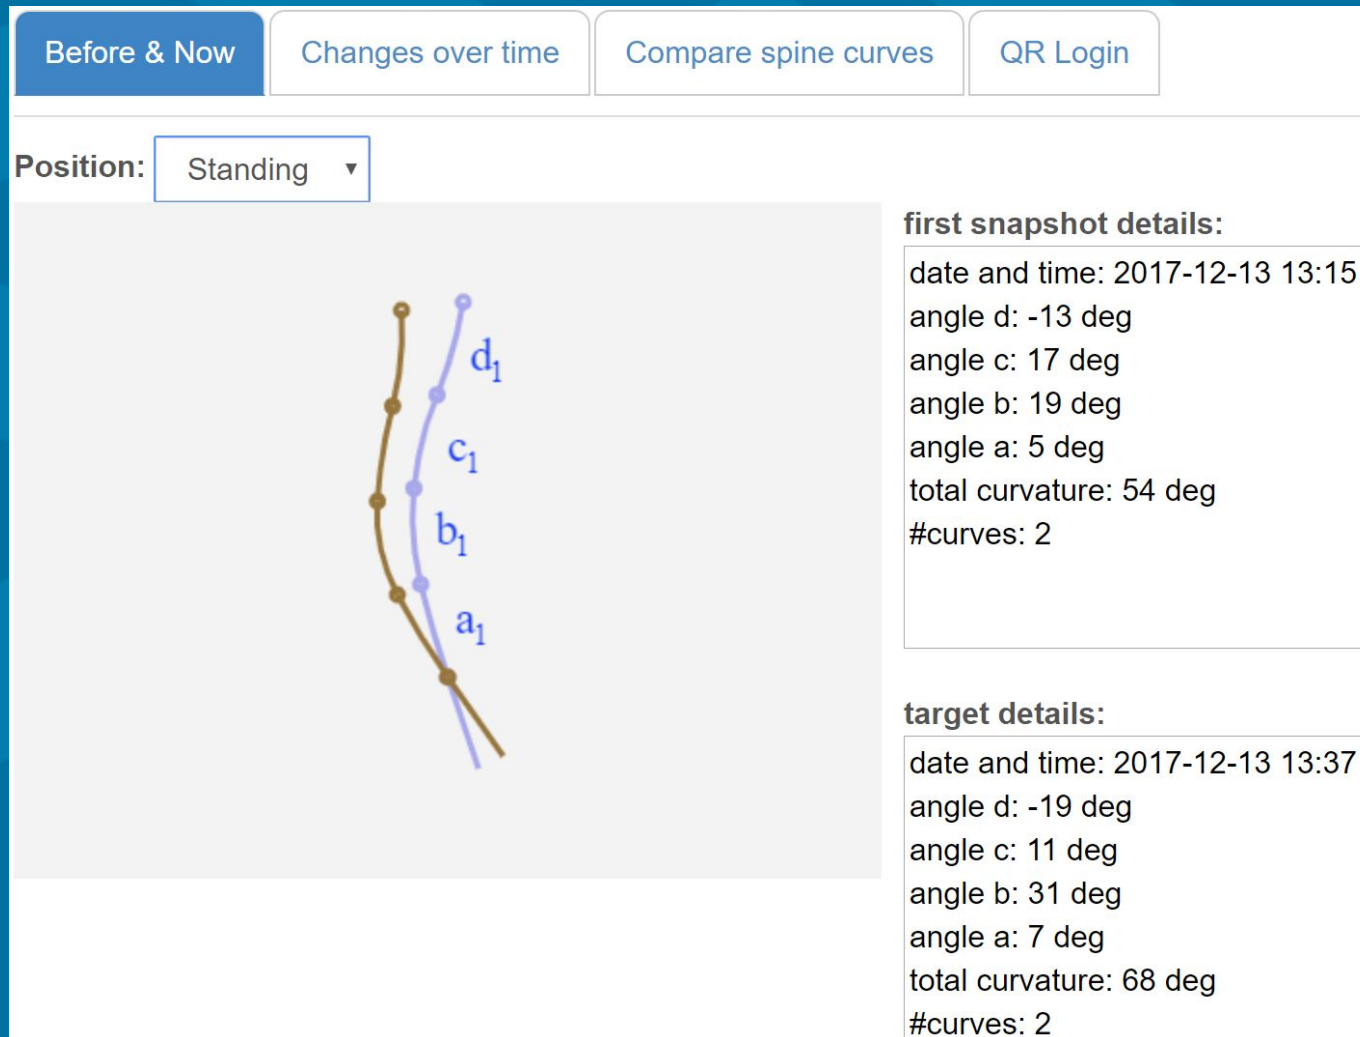 Before & Now
Changes over time
Compare spine curves
QR Login
Position: Standing
d1
c1
b1
a1
first snapshot details:
date and time: 2017-12-13 13:15
angle d: -13 deg
angle c: 17 deg
angle b: 19 deg
angle a: 5 deg
total curvature: 54 deg
#curves: 2
target details:
date and time: 2017-12-13 13:37
angle d: -19 deg
angle c: 11 deg
angle b: 31 deg
angle a: 7 deg
total curvature: 68 deg
#curves: 2